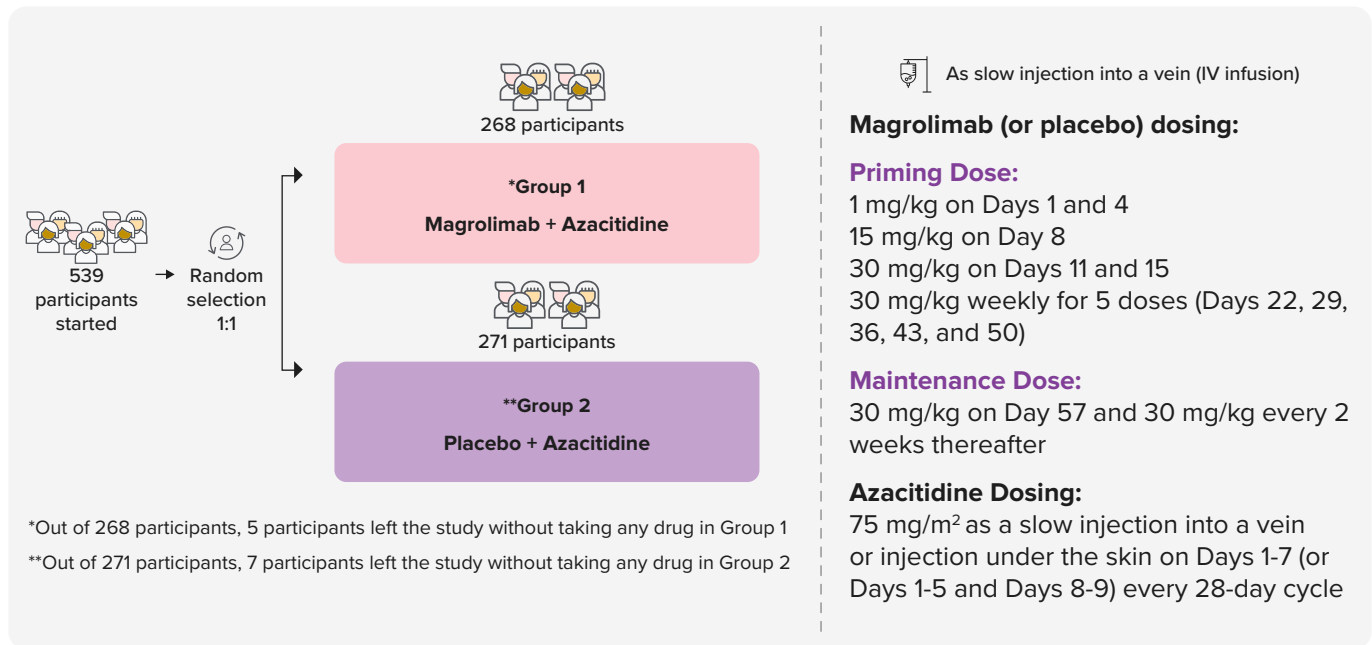 539
participants
started
Random
selection
1:1
268 participants
*Group 1
Magrolimab + Azacitidine
271 participants
**Group 2
Placebo + Azacitidine
*Out of 268 participants, 5 participants left the study without taking any drug in Group 1
**Out of 271 participants, 7 participants left the study without taking any drug in Group 2
As slow injection into a vein (IV infusion)
Magrolimab (or placebo) dosing:
Priming Dose:
1 mg/kg on Days 1 and 4
15 mg/kg on Day 8
30 mg/kg on Days 11 and 15
30 mg/kg weekly for 5 doses (Days 22, 29,
36, 43, and 50)
Maintenance Dose:
30 mg/kg on Day 57 and 30 mg/kg every 2
weeks thereafter
Azacitidine Dosing:
75 mg/m² as a slow injection into a vein
or injection under the skin on Days 1-7 (or
Days 1-5 and Days 8-9) every 28-day cycle